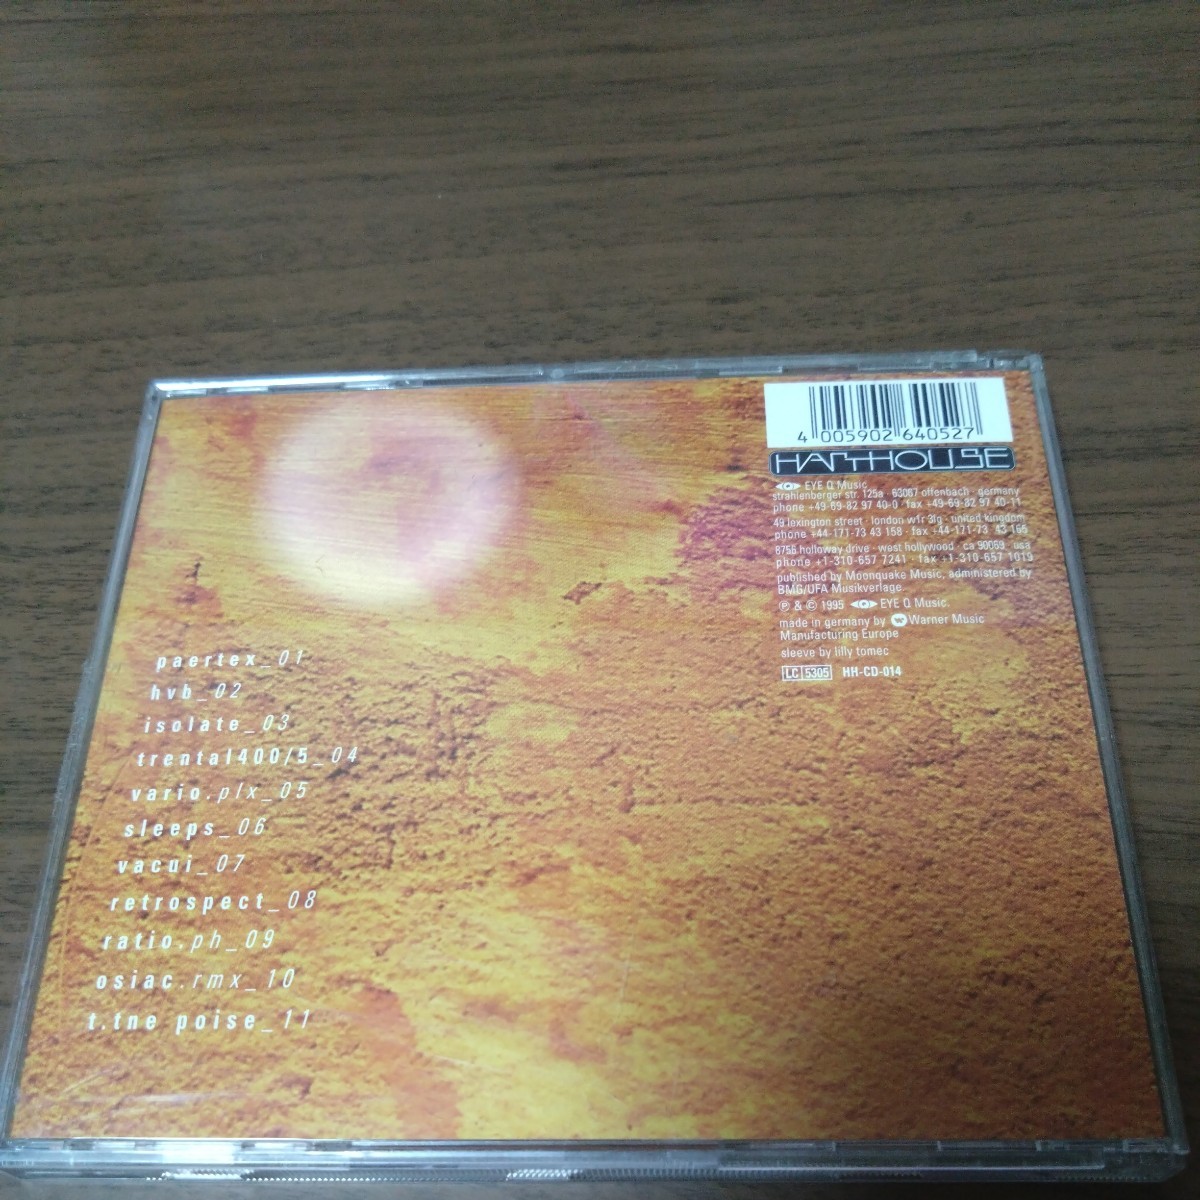 4 005902 640527
HARTHOUSE
EYE Q Music
strahlenberger str. 125a · 63067 offenbach · germany
phone +49-69-82 97 40-0 · fax +49-69-82 97 40-11
49 lexington street · london w1r 3lg · united kingdom
phone +44-171-73 43 158 · fax +44-171-73 43 166
8756 holloway drive · west hollywood · ca 90069 · usa
phone +1-310-657 7241 · fax +1-310-657 1019
published by Moonquake Music, administered by
BMG/UFA Musikverlage.
℗ & © 1995 EYE Q Music.
made in germany by Warner Music
Manufacturing Europe
sleeve by lilly tomec
LC 5305 HH-CD-014
paertex_01
hvb_02
isolate_03
trental400/5_04
vario.plx_05
sleeps_06
vacui_07
retrospect_08
ratio.ph_09
osiac.rmx_10
t.tne poise_11